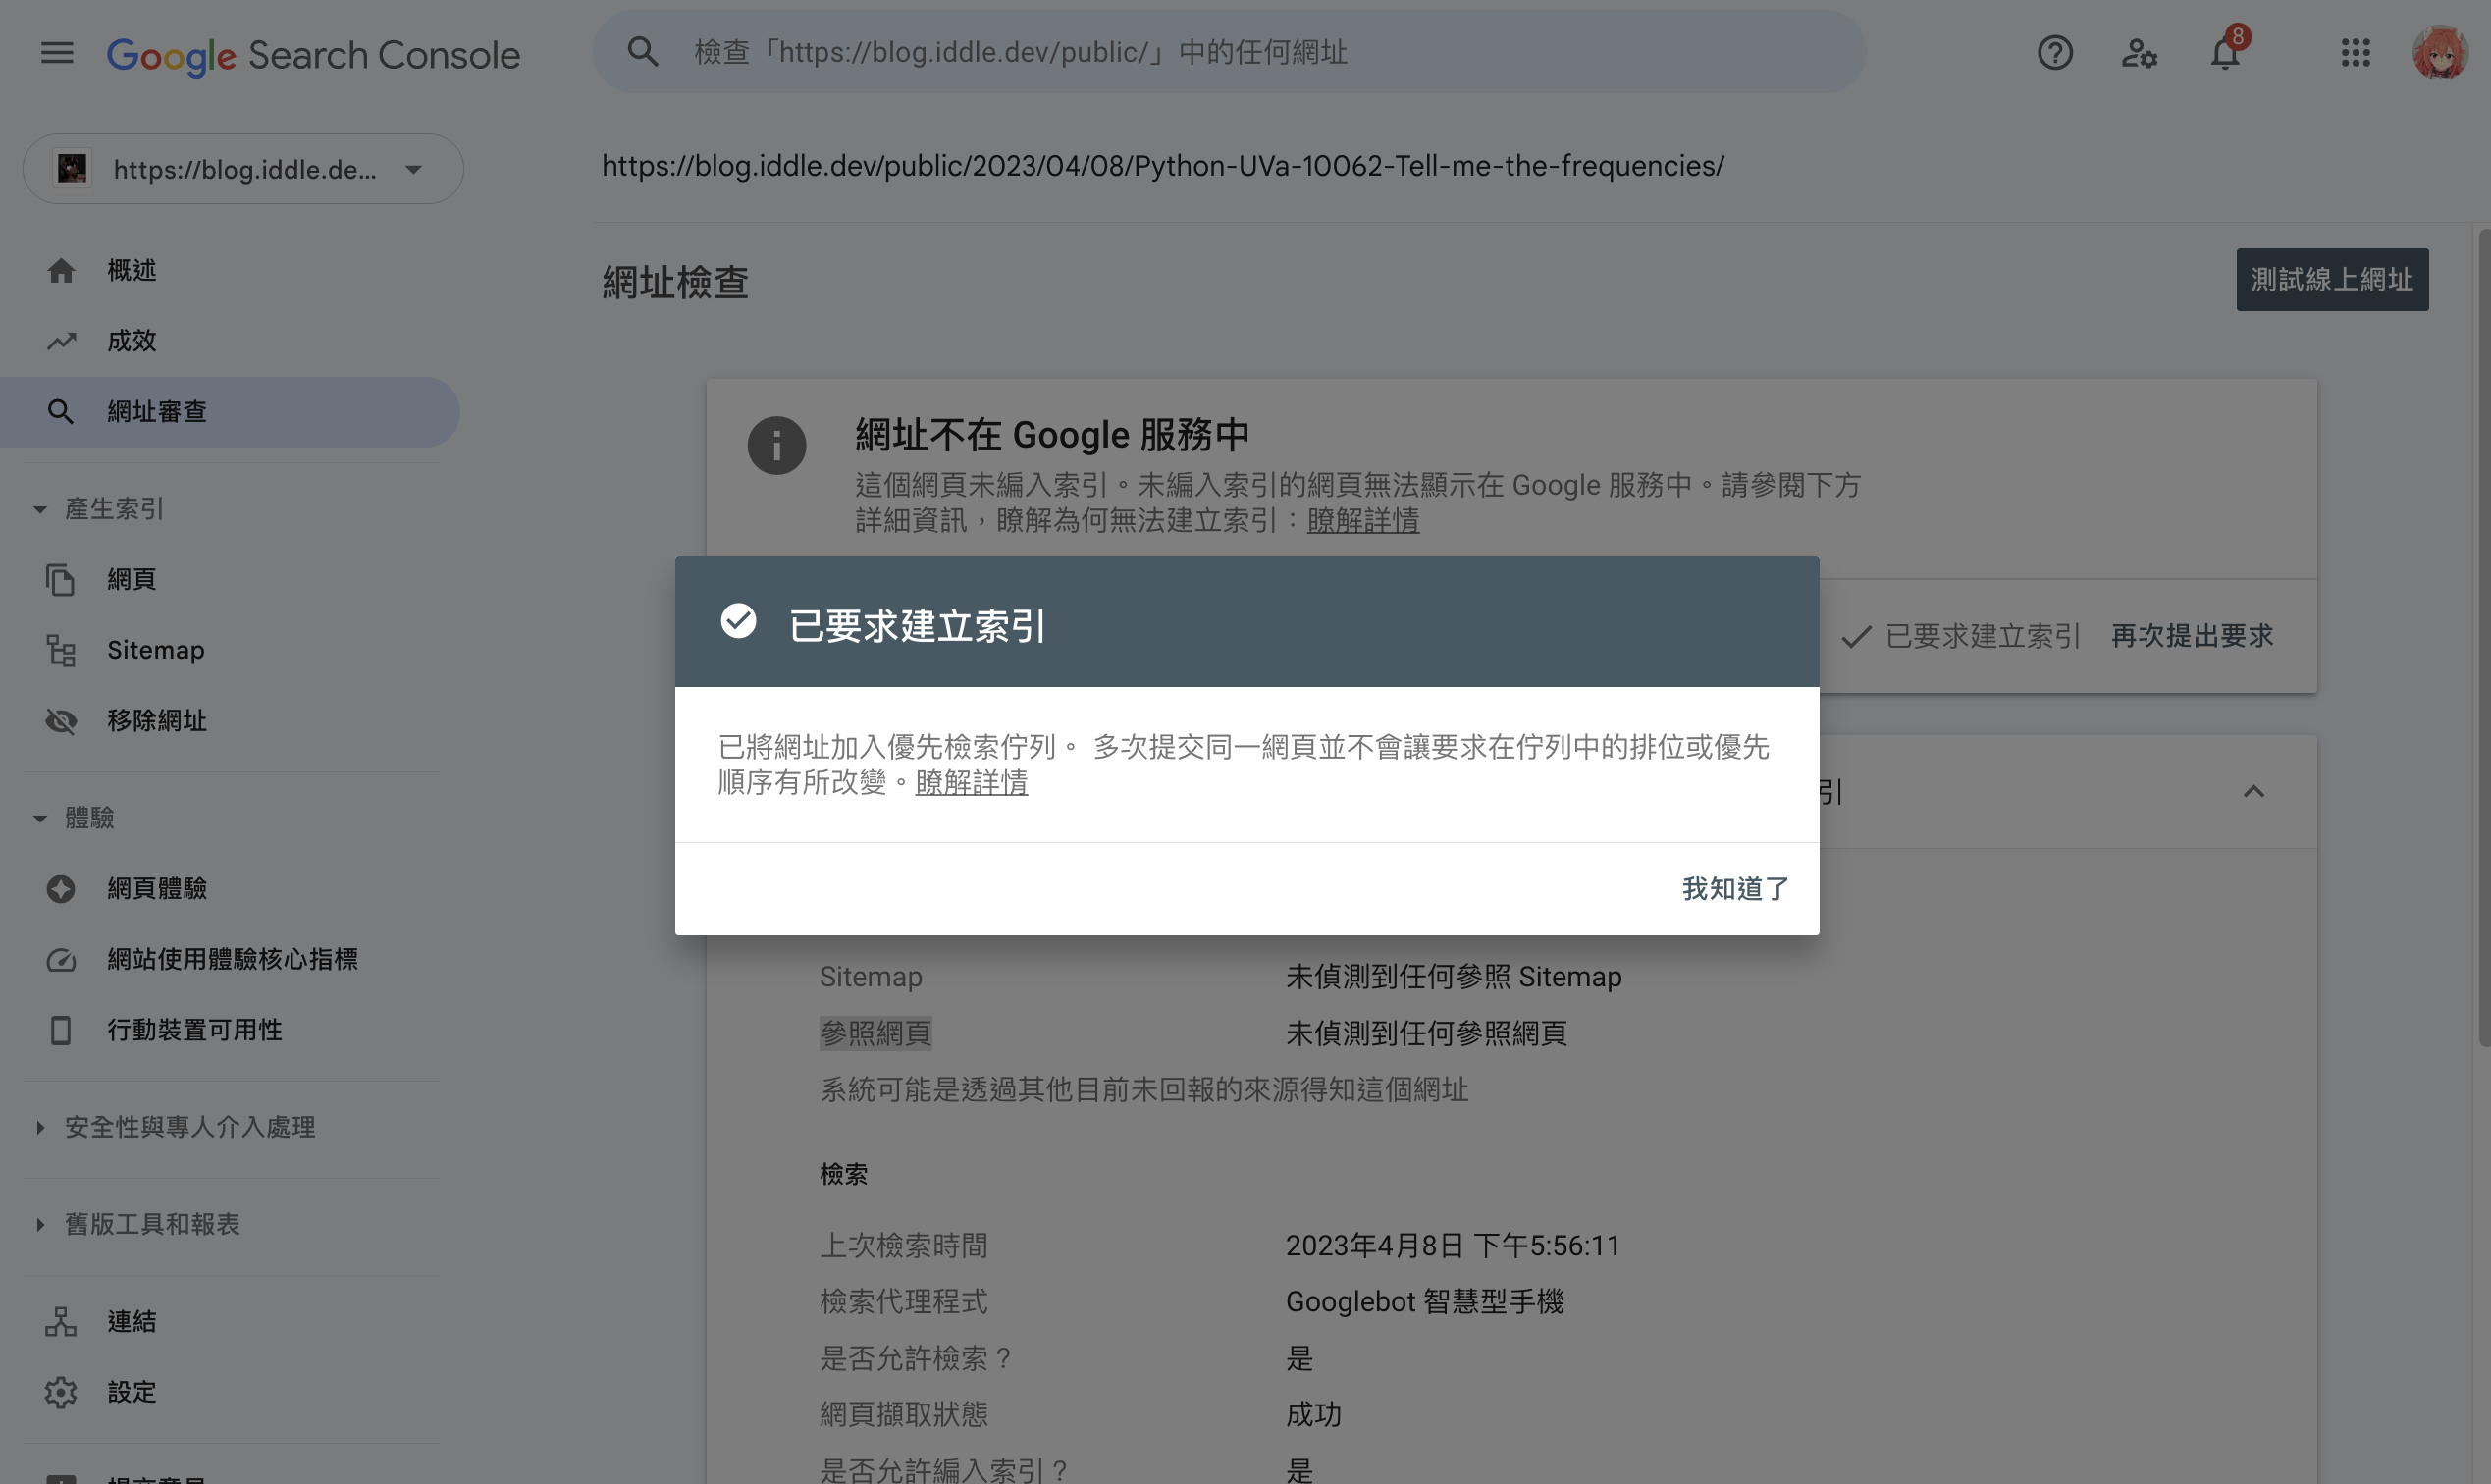 Google Search Console
檢查「https://blog.iddle.dev/public/」中的任何網址
8
https://blog.iddle.de...
https://blog.iddle.dev/public/2023/04/08/Python-UVa-10062-Tell-me-the-frequencies/
概述
成效
網址審查
產生索引
網頁
Sitemap
移除網址
體驗
網頁體驗
網站使用體驗核心指標
行動裝置可用性
安全性與專人介入處理
舊版工具和報表
連結
設定
網址檢查
測試線上網址
網址不在 Google 服務中
這個網頁未編入索引。未編入索引的網頁無法顯示在 Google 服務中。請參閱下方
詳細資訊，瞭解為何無法建立索引：瞭解詳情
已要求建立索引 再次提出要求
已要求建立索引
已將網址加入優先檢索佇列。 多次提交同一網頁並不會讓要求在佇列中的排位或優先
順序有所改變。瞭解詳情
我知道了
引
Sitemap 未偵測到任何參照 Sitemap
參照網頁 未偵測到任何參照網頁
系統可能是透過其他目前未回報的來源得知這個網址
檢索
上次檢索時間 2023年4月8日 下午5:56:11
檢索代理程式 Googlebot 智慧型手機
是否允許檢索？ 是
網頁擷取狀態 成功
是否允許編入索引？ 是